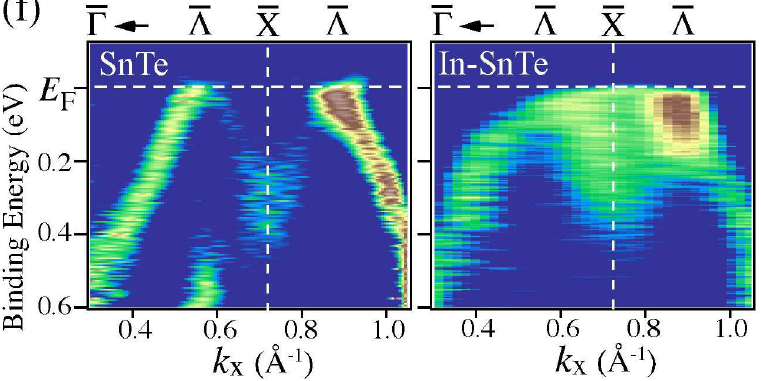 (f)
Γ̅ ← Λ̅ X̅ Λ̅
Γ̅ ← Λ̅ X̅ Λ̅
SnTe
In-SnTe
Binding Energy (eV)
E_F
0.2
0.4
0.6
0.4 0.6 0.8 1.0
0.4 0.6 0.8 1.0
k_X (Å⁻¹)
k_X (Å⁻¹)